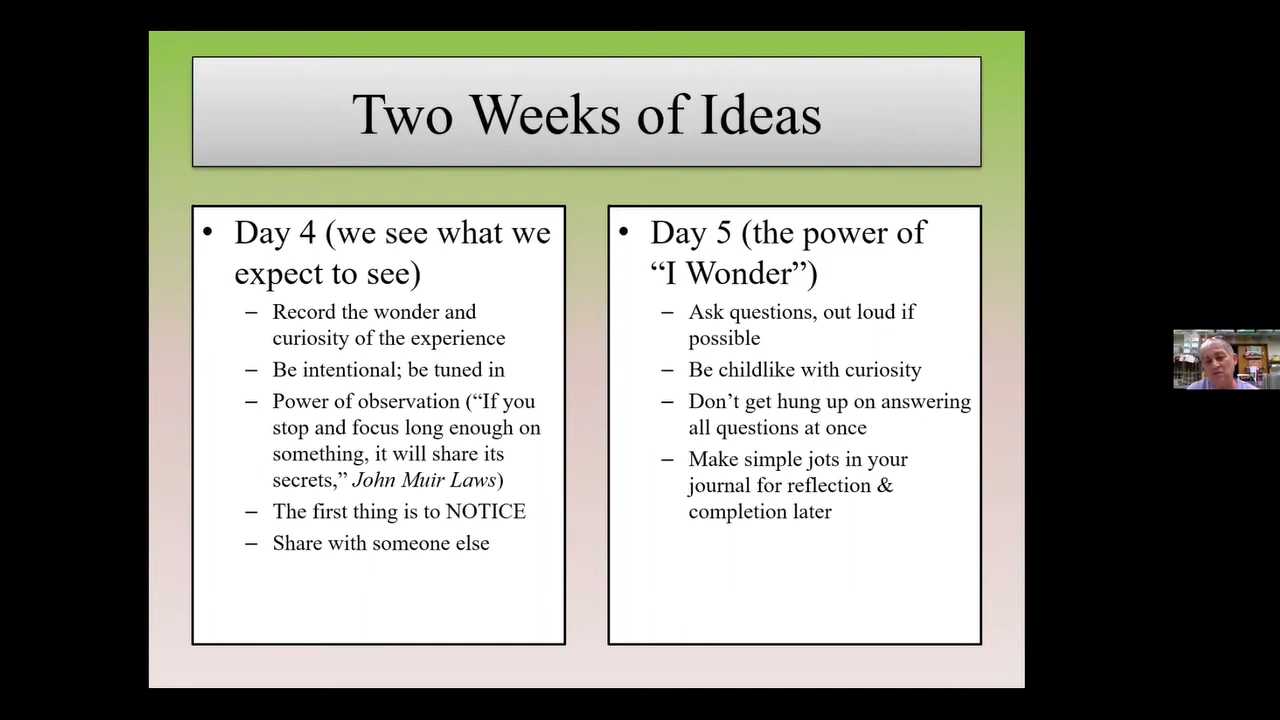 Two Weeks of Ideas
• Day 4 (we see what we
expect to see)
– Record the wonder and
curiosity of the experience
– Be intentional; be tuned in
– Power of observation (“If you
stop and focus long enough on
something, it will share its
secrets,” John Muir Laws)
– The first thing is to NOTICE
– Share with someone else
• Day 5 (the power of
“I Wonder”)
– Ask questions, out loud if
possible
– Be childlike with curiosity
– Don’t get hung up on answering
all questions at once
– Make simple jots in your
journal for reflection &
completion later